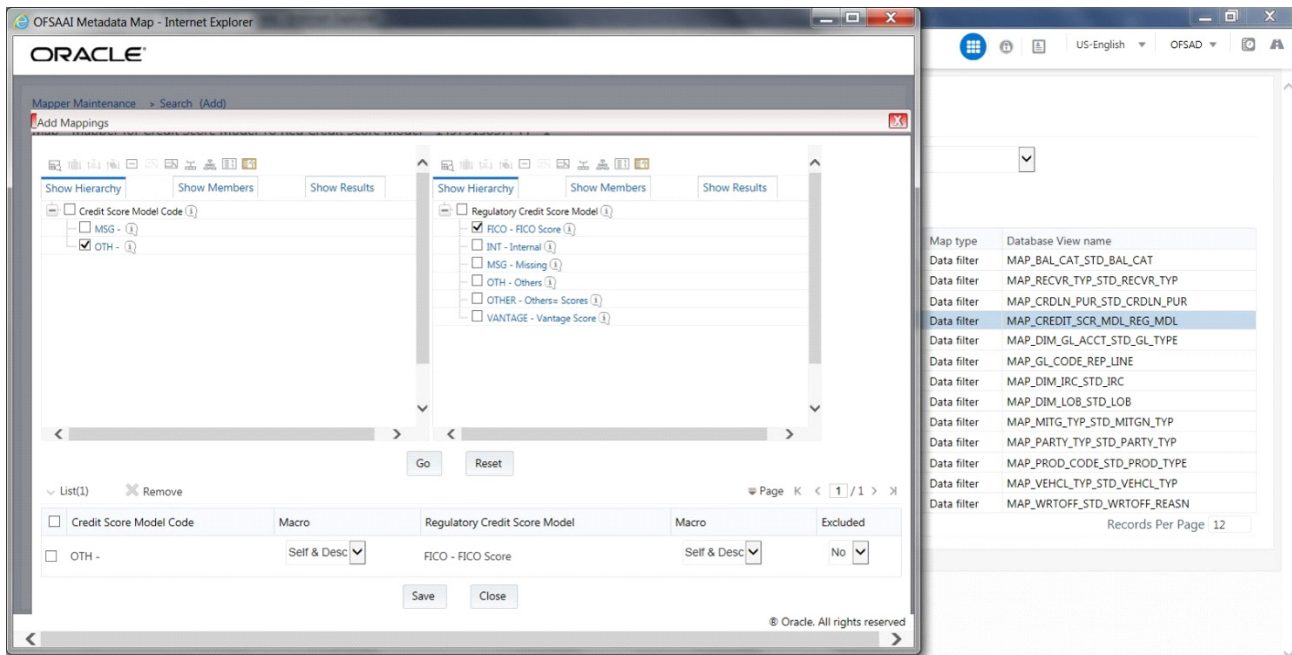 OFSAAI Metadata Map - Internet Explorer
ORACLE®
US-English
OFSAD
Mapper Maintenance » Search (Add)
Add Mappings
Show Hierarchy Show Members Show Results
Show Hierarchy Show Members Show Results
Credit Score Model Code
MSG -
OTH -
Regulatory Credit Score Model
FICO - FICO Score
INT - Internal
MSG - Missing
OTH - Others
OTHER - Others= Scores
VANTAGE - Vantage Score
Go Reset
List(1) Remove
Page 1 / 1
Credit Score Model Code Macro Regulatory Credit Score Model Macro Excluded
OTH - Self & Desc FICO - FICO Score Self & Desc No
Save Close
® Oracle. All rights reserved
Map type Database View name
Data filter MAP_BAL_CAT_STD_BAL_CAT
Data filter MAP_RECVR_TYP_STD_RECVR_TYP
Data filter MAP_CRDLN_PUR_STD_CRDLN_PUR
Data filter MAP_CREDIT_SCR_MDL_REG_MDL
Data filter MAP_DIM_GL_ACCT_STD_GL_TYPE
Data filter MAP_GL_CODE_REP_LINE
Data filter MAP_DIM_IRC_STD_IRC
Data filter MAP_DIM_LOB_STD_LOB
Data filter MAP_MITG_TYP_STD_MITGN_TYP
Data filter MAP_PARTY_TYP_STD_PARTY_TYP
Data filter MAP_PROD_CODE_STD_PROD_TYPE
Data filter MAP_VEHCL_TYP_STD_VEHCL_TYP
Data filter MAP_WRTOFF_STD_WRTOFF_REASN
Records Per Page 12